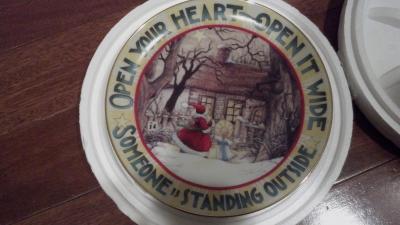 OPEN YOUR HEART·OPEN IT WIDE
SOMEONE IS STANDING OUTSIDE